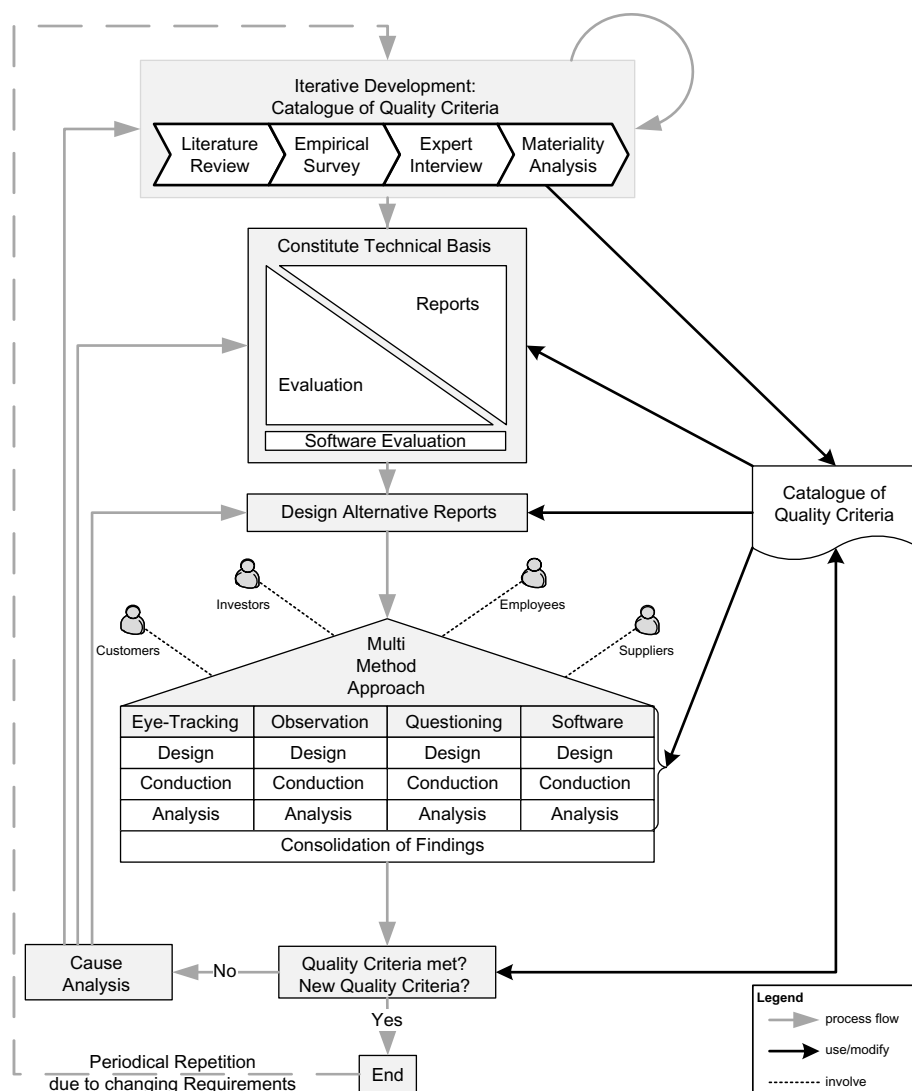 Iterative Development:
Catalogue of Quality Criteria
Literature Review
Empirical Survey
Expert Interview
Materiality Analysis
Constitute Technical Basis
Reports
Evaluation
Software Evaluation
Design Alternative Reports
Catalogue of
Quality Criteria
Investors
Employees
Customers
Suppliers
Multi
Method
Approach
Eye-Tracking Observation Questioning Software
Design Design Design Design
Conduction Conduction Conduction Conduction
Analysis Analysis Analysis Analysis
Consolidation of Findings
Cause
Analysis
No
Quality Criteria met?
New Quality Criteria?
Yes
End
Periodical Repetition
due to changing Requirements
Legend
process flow
use/modify
involve